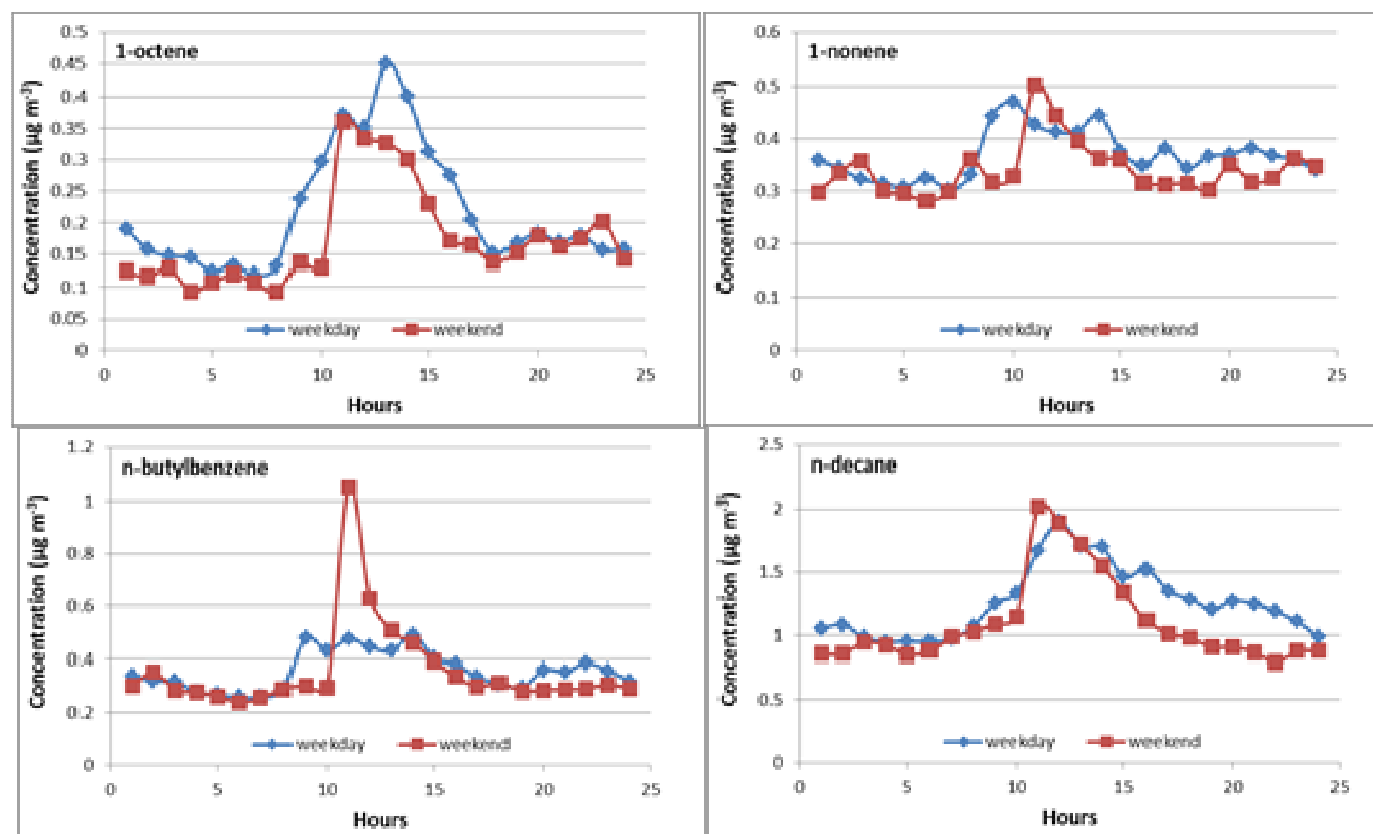 1-octene
Concentration (µg m⁻³)
0.5
0.45
0.4
0.35
0.3
0.25
0.2
0.15
0.1
0.05
0
weekday weekend
0 5 10 15 20 25
Hours
1-nonene
Concentration (µg m⁻³)
0.6
0.5
0.4
0.3
0.2
0.1
0
weekday weekend
0 5 10 15 20 25
Hours
n-butylbenzene
Concentration (µg m⁻³)
1.2
1
0.8
0.6
0.4
0.2
0
weekday weekend
0 5 10 15 20 25
Hours
n-decane
Concentration (µg m⁻³)
2.5
2
1.5
1
0.5
0
weekday weekend
0 5 10 15 20 25
Hours